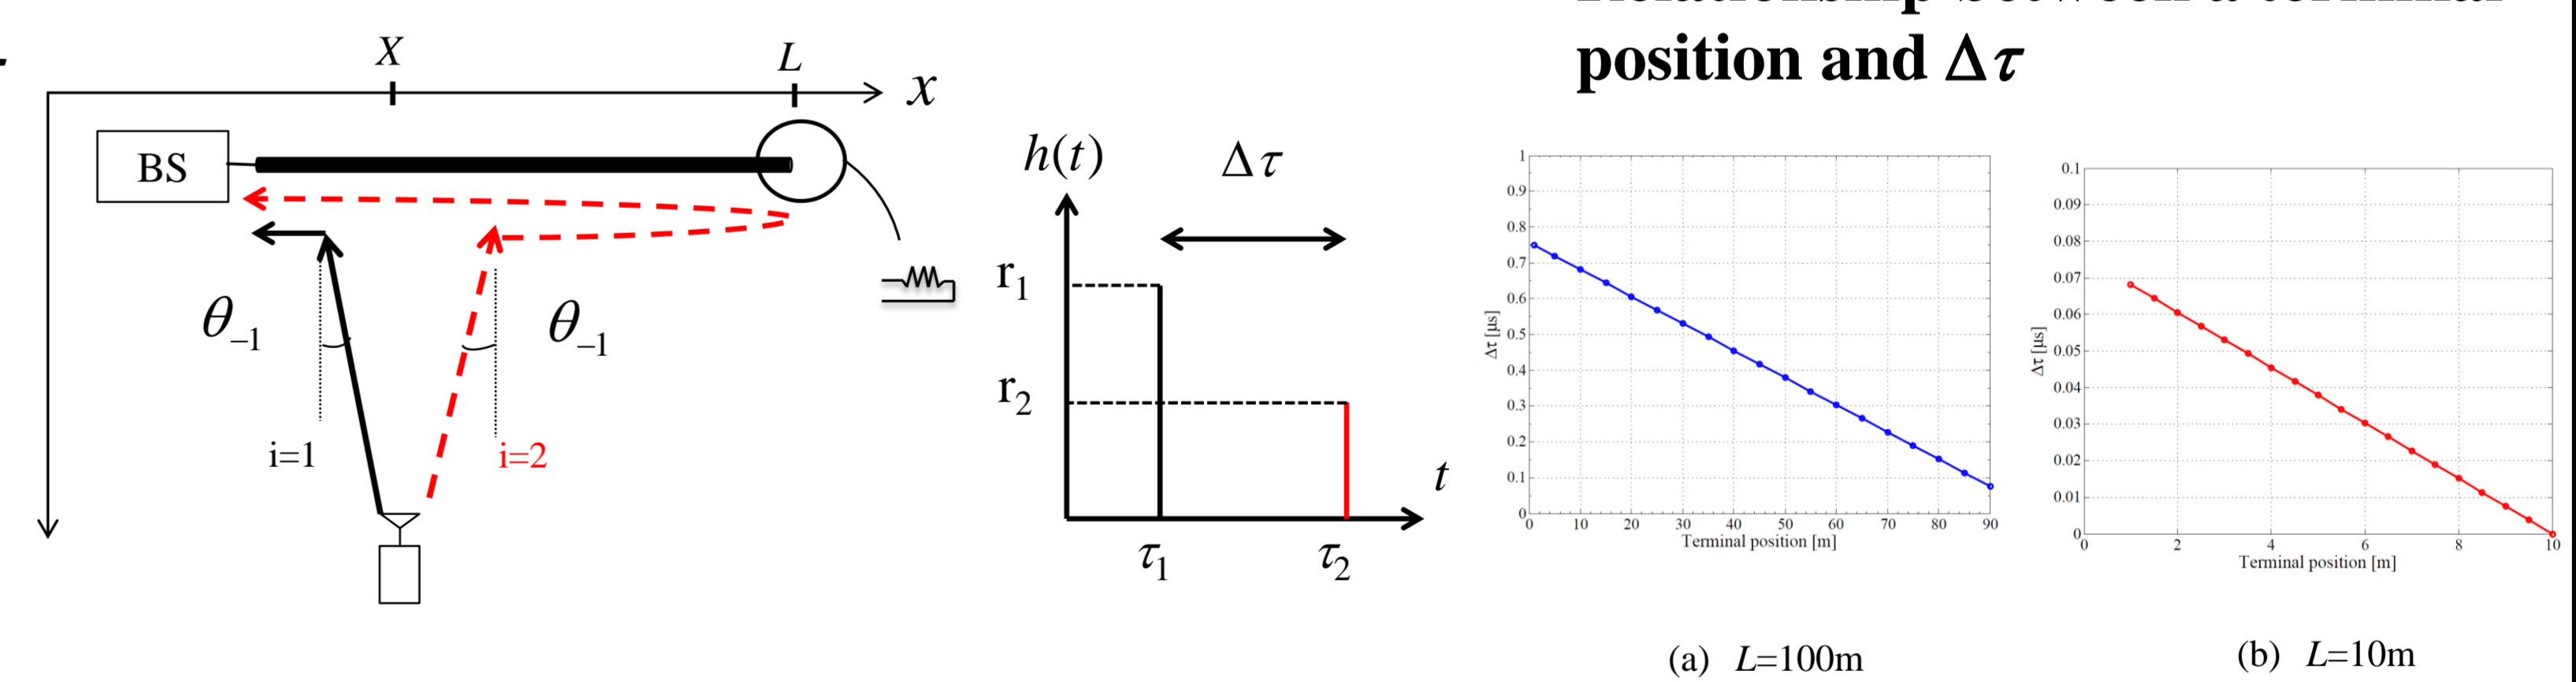 Relationship between a terminal
position and Δτ
X
L
x
BS
θ₋₁
θ₋₁
i=1
i=2
h(t)
Δτ
r₁
r₂
t
τ₁
τ₂
1
0.9
0.8
0.7
0.6
0.5
0.4
0.3
0.2
0.1
0
Δτ [μs]
0 10 20 30 40 50 60 70 80 90
Terminal position [m]
(a) L=100m
0.1
0.09
0.08
0.07
0.06
0.05
0.04
0.03
0.02
0.01
0
Δτ [μs]
0 2 4 6 8 10
Terminal position [m]
(b) L=10m